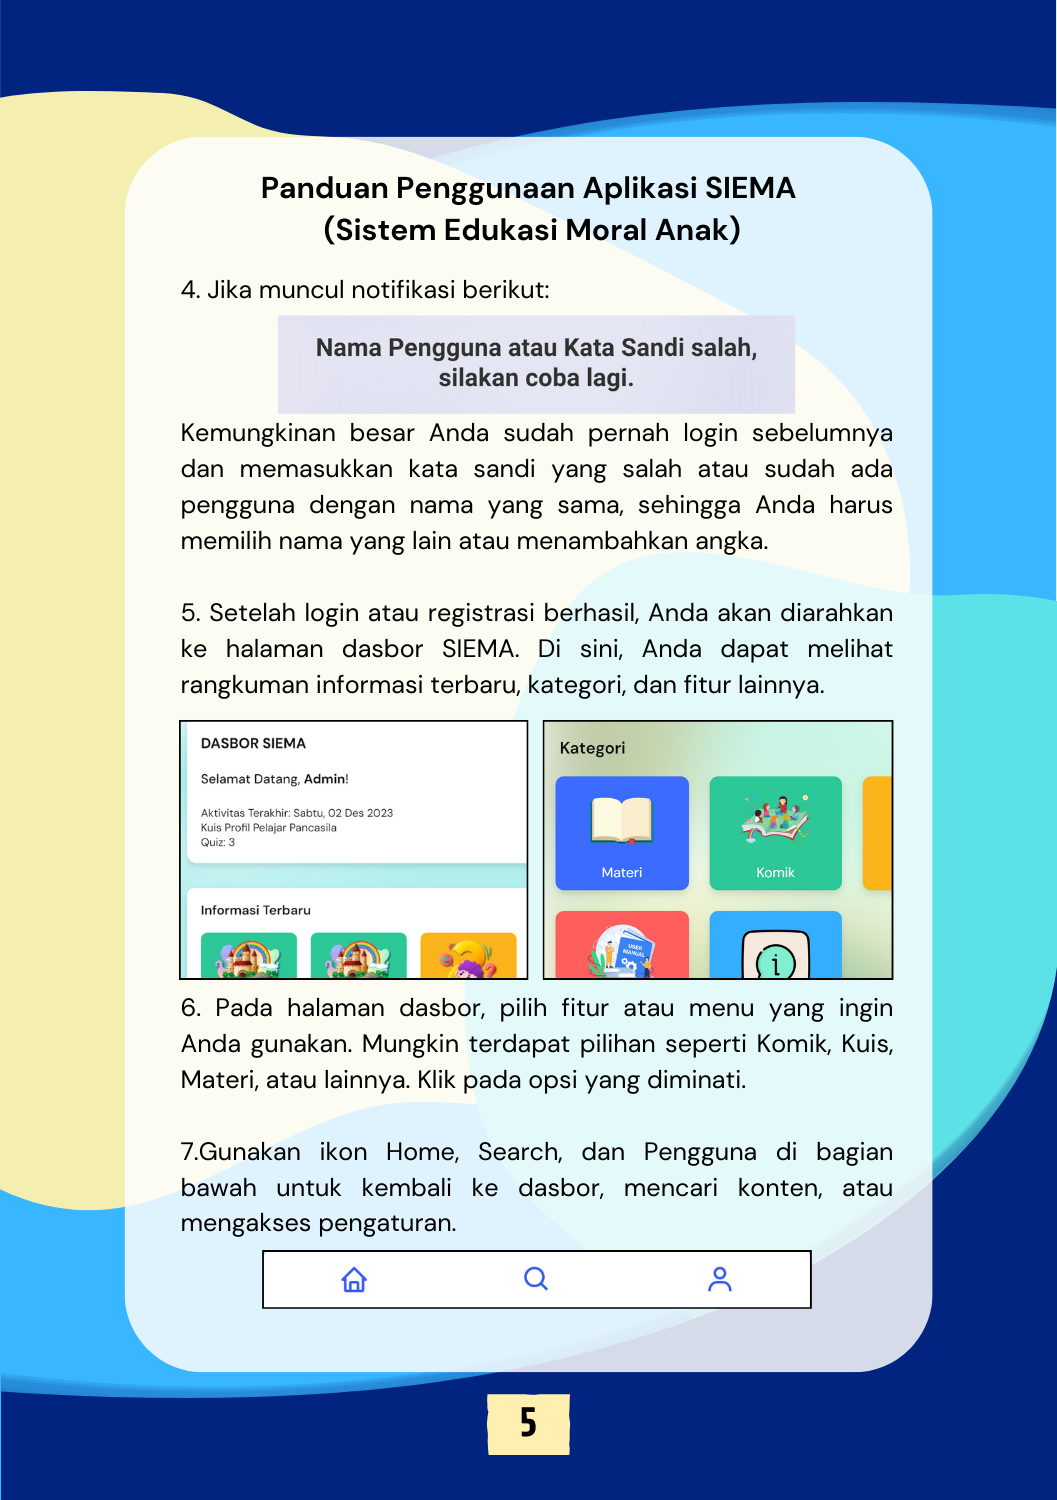 Panduan Penggunaan Aplikasi SIEMA
(Sistem Edukasi Moral Anak)
4. Jika muncul notifikasi berikut:
Nama Pengguna atau Kata Sandi salah,
silakan coba lagi.
Kemungkinan besar Anda sudah pernah login sebelumnya
dan memasukkan kata sandi yang salah atau sudah ada
pengguna dengan nama yang sama, sehingga Anda harus
memilih nama yang lain atau menambahkan angka.
5. Setelah login atau registrasi berhasil, Anda akan diarahkan
ke halaman dasbor SIEMA. Di sini, Anda dapat melihat
rangkuman informasi terbaru, kategori, dan fitur lainnya.
DASBOR SIEMA
Selamat Datang, Admin!
Aktivitas Terakhir: Sabtu, 02 Des 2023
Kuis Profil Pelajar Pancasila
Quiz: 3
Informasi Terbaru
Kategori
Materi
Komik
USER
MANUAL
i
6. Pada halaman dasbor, pilih fitur atau menu yang ingin
Anda gunakan. Mungkin terdapat pilihan seperti Komik, Kuis,
Materi, atau lainnya. Klik pada opsi yang diminati.
7.Gunakan ikon Home, Search, dan Pengguna di bagian
bawah untuk kembali ke dasbor, mencari konten, atau
mengakses pengaturan.
5